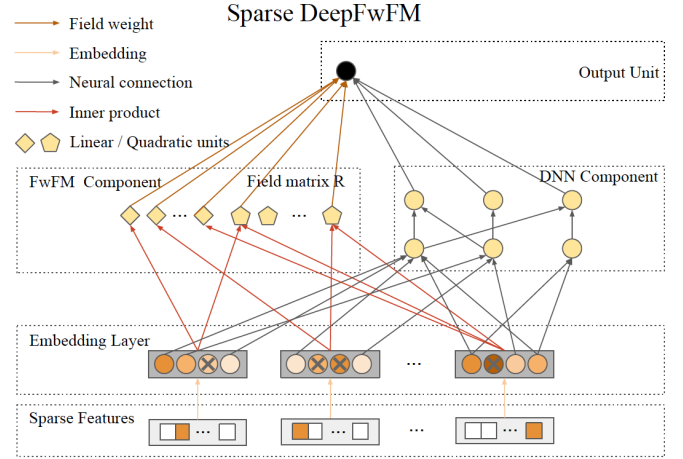 Sparse DeepFwFM
Field weight
Embedding
Neural connection
Inner product
Linear / Quadratic units
Output Unit
FwFM Component
Field matrix R
DNN Component
...
...
Embedding Layer
...
Sparse Features
...
...
...
...